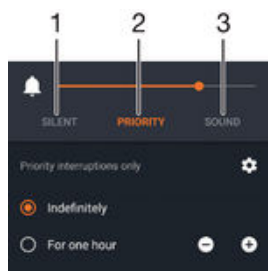 1 2 3
SILENT PRIORITY SOUND
Priority interruptions only
Indefinitely
For one hour